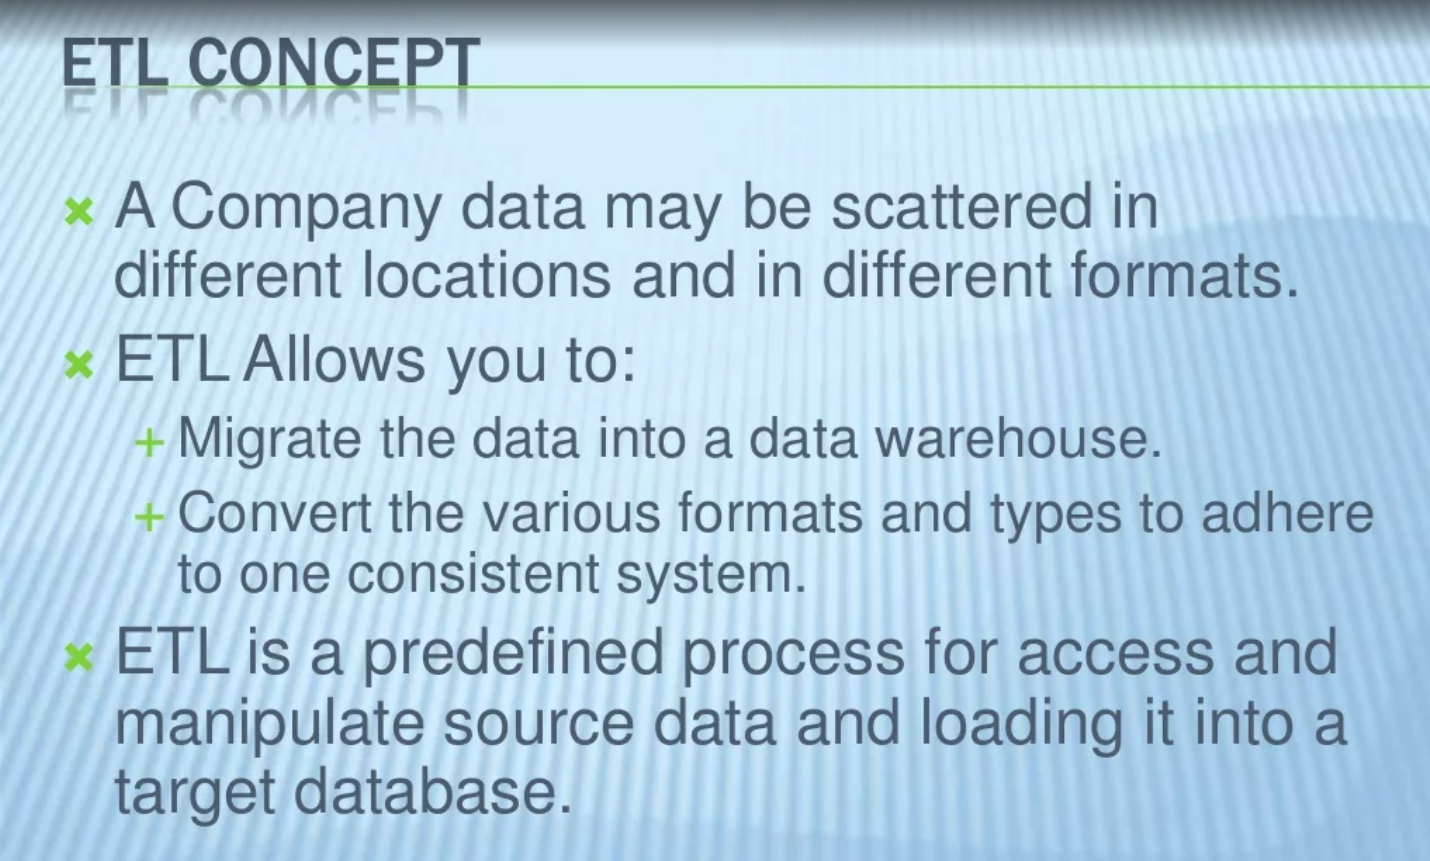 ETL CONCEPT
A Company data may be scattered in
different locations and in different formats.
ETL Allows you to:
+ Migrate the data into a data warehouse.
+ Convert the various formats and types to adhere
to one consistent system.
ETL is a predefined process for access and
manipulate source data and loading it into a
target database.